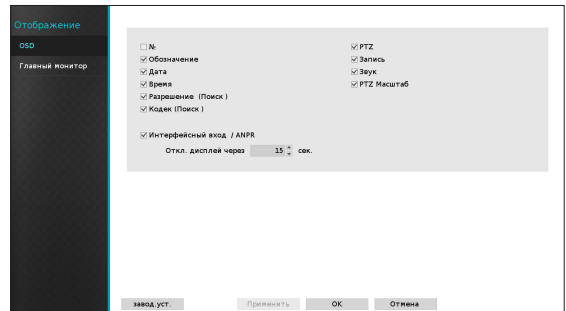 Отображение
OSD
Главный монитор
№
Обозначение
Дата
Время
Разрешение (Поиск )
Кодек (Поиск )
PTZ
Запись
Звук
PTZ Масштаб
Интерфейсный вход / ANPR
Откл. дисплей через 15 сек.
завод.уст. Применить OK Отмена